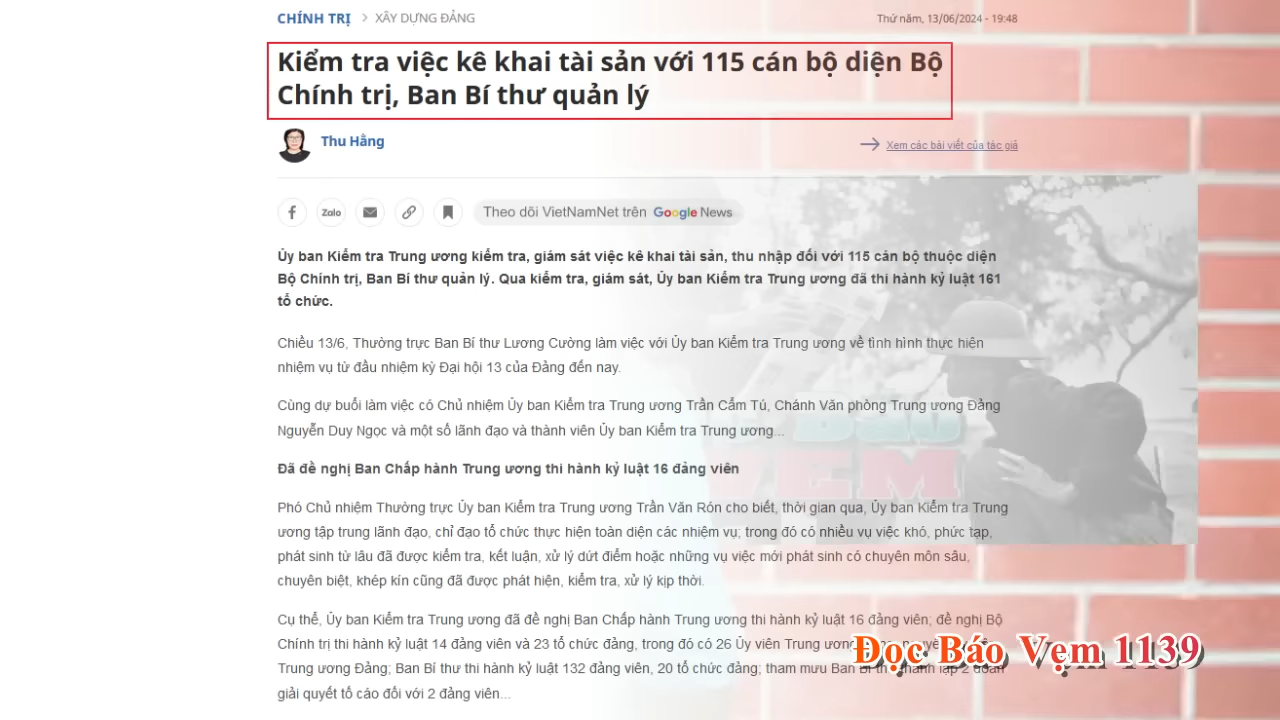 CHÍNH TRỊ > XÂY DỰNG ĐẢNG
Thứ năm, 13/06/2024 - 19:48
Kiểm tra việc kê khai tài sản với 115 cán bộ diện Bộ
Chính trị, Ban Bí thư quản lý
Thu Hằng
Xem các bài viết của tác giả
Zalo
Theo dõi VietNamNet trên Google News
Ủy ban Kiểm tra Trung ương kiểm tra, giám sát việc kê khai tài sản, thu nhập đối với 115 cán bộ thuộc diện
Bộ Chính trị, Ban Bí thư quản lý. Qua kiểm tra, giám sát, Ủy ban Kiểm tra Trung ương đã thi hành kỷ luật 161
tổ chức.
Chiều 13/6, Thường trực Ban Bí thư Lương Cường làm việc với Ủy ban Kiểm tra Trung ương về tình hình thực hiện
nhiệm vụ từ đầu nhiệm kỳ Đại hội 13 của Đảng đến nay.
Cùng dự buổi làm việc có Chủ nhiệm Ủy ban Kiểm tra Trung ương Trần Cẩm Tú, Chánh Văn phòng Trung ương Đảng
Nguyễn Duy Ngọc và một số lãnh đạo và thành viên Ủy ban Kiểm tra Trung ương...
Đã đề nghị Ban Chấp hành Trung ương thi hành kỷ luật 16 đảng viên
Phó Chủ nhiệm Thường trực Ủy ban Kiểm tra Trung ương Trần Văn Rón cho biết, thời gian qua, Ủy ban Kiểm tra Trung
ương tập trung lãnh đạo, chỉ đạo tổ chức thực hiện toàn diện các nhiệm vụ; trong đó có nhiều vụ việc khó, phức tạp,
phát sinh từ lâu đã được kiểm tra, kết luận, xử lý dứt điểm hoặc những vụ việc mới phát sinh có chuyên môn sâu,
chuyên biệt, khép kín cũng đã được phát hiện, kiểm tra, xử lý kịp thời.
Cụ thể, Ủy ban Kiểm tra Trung ương đã đề nghị Ban Chấp hành Trung ương thi hành kỷ luật 16 đảng viên; đề nghị Bộ
Chính trị thi hành kỷ luật 14 đảng viên và 23 tổ chức đảng, trong đó có 26 Ủy viên Trung ương
Trung ương Đảng; Ban Bí thư thi hành kỷ luật 132 đảng viên, 20 tổ chức đảng; tham mưu Ban Bí thư thành lập 2 đoàn
giải quyết tố cáo đối với 2 đảng viên...
Đọc Báo Vẹm 1139